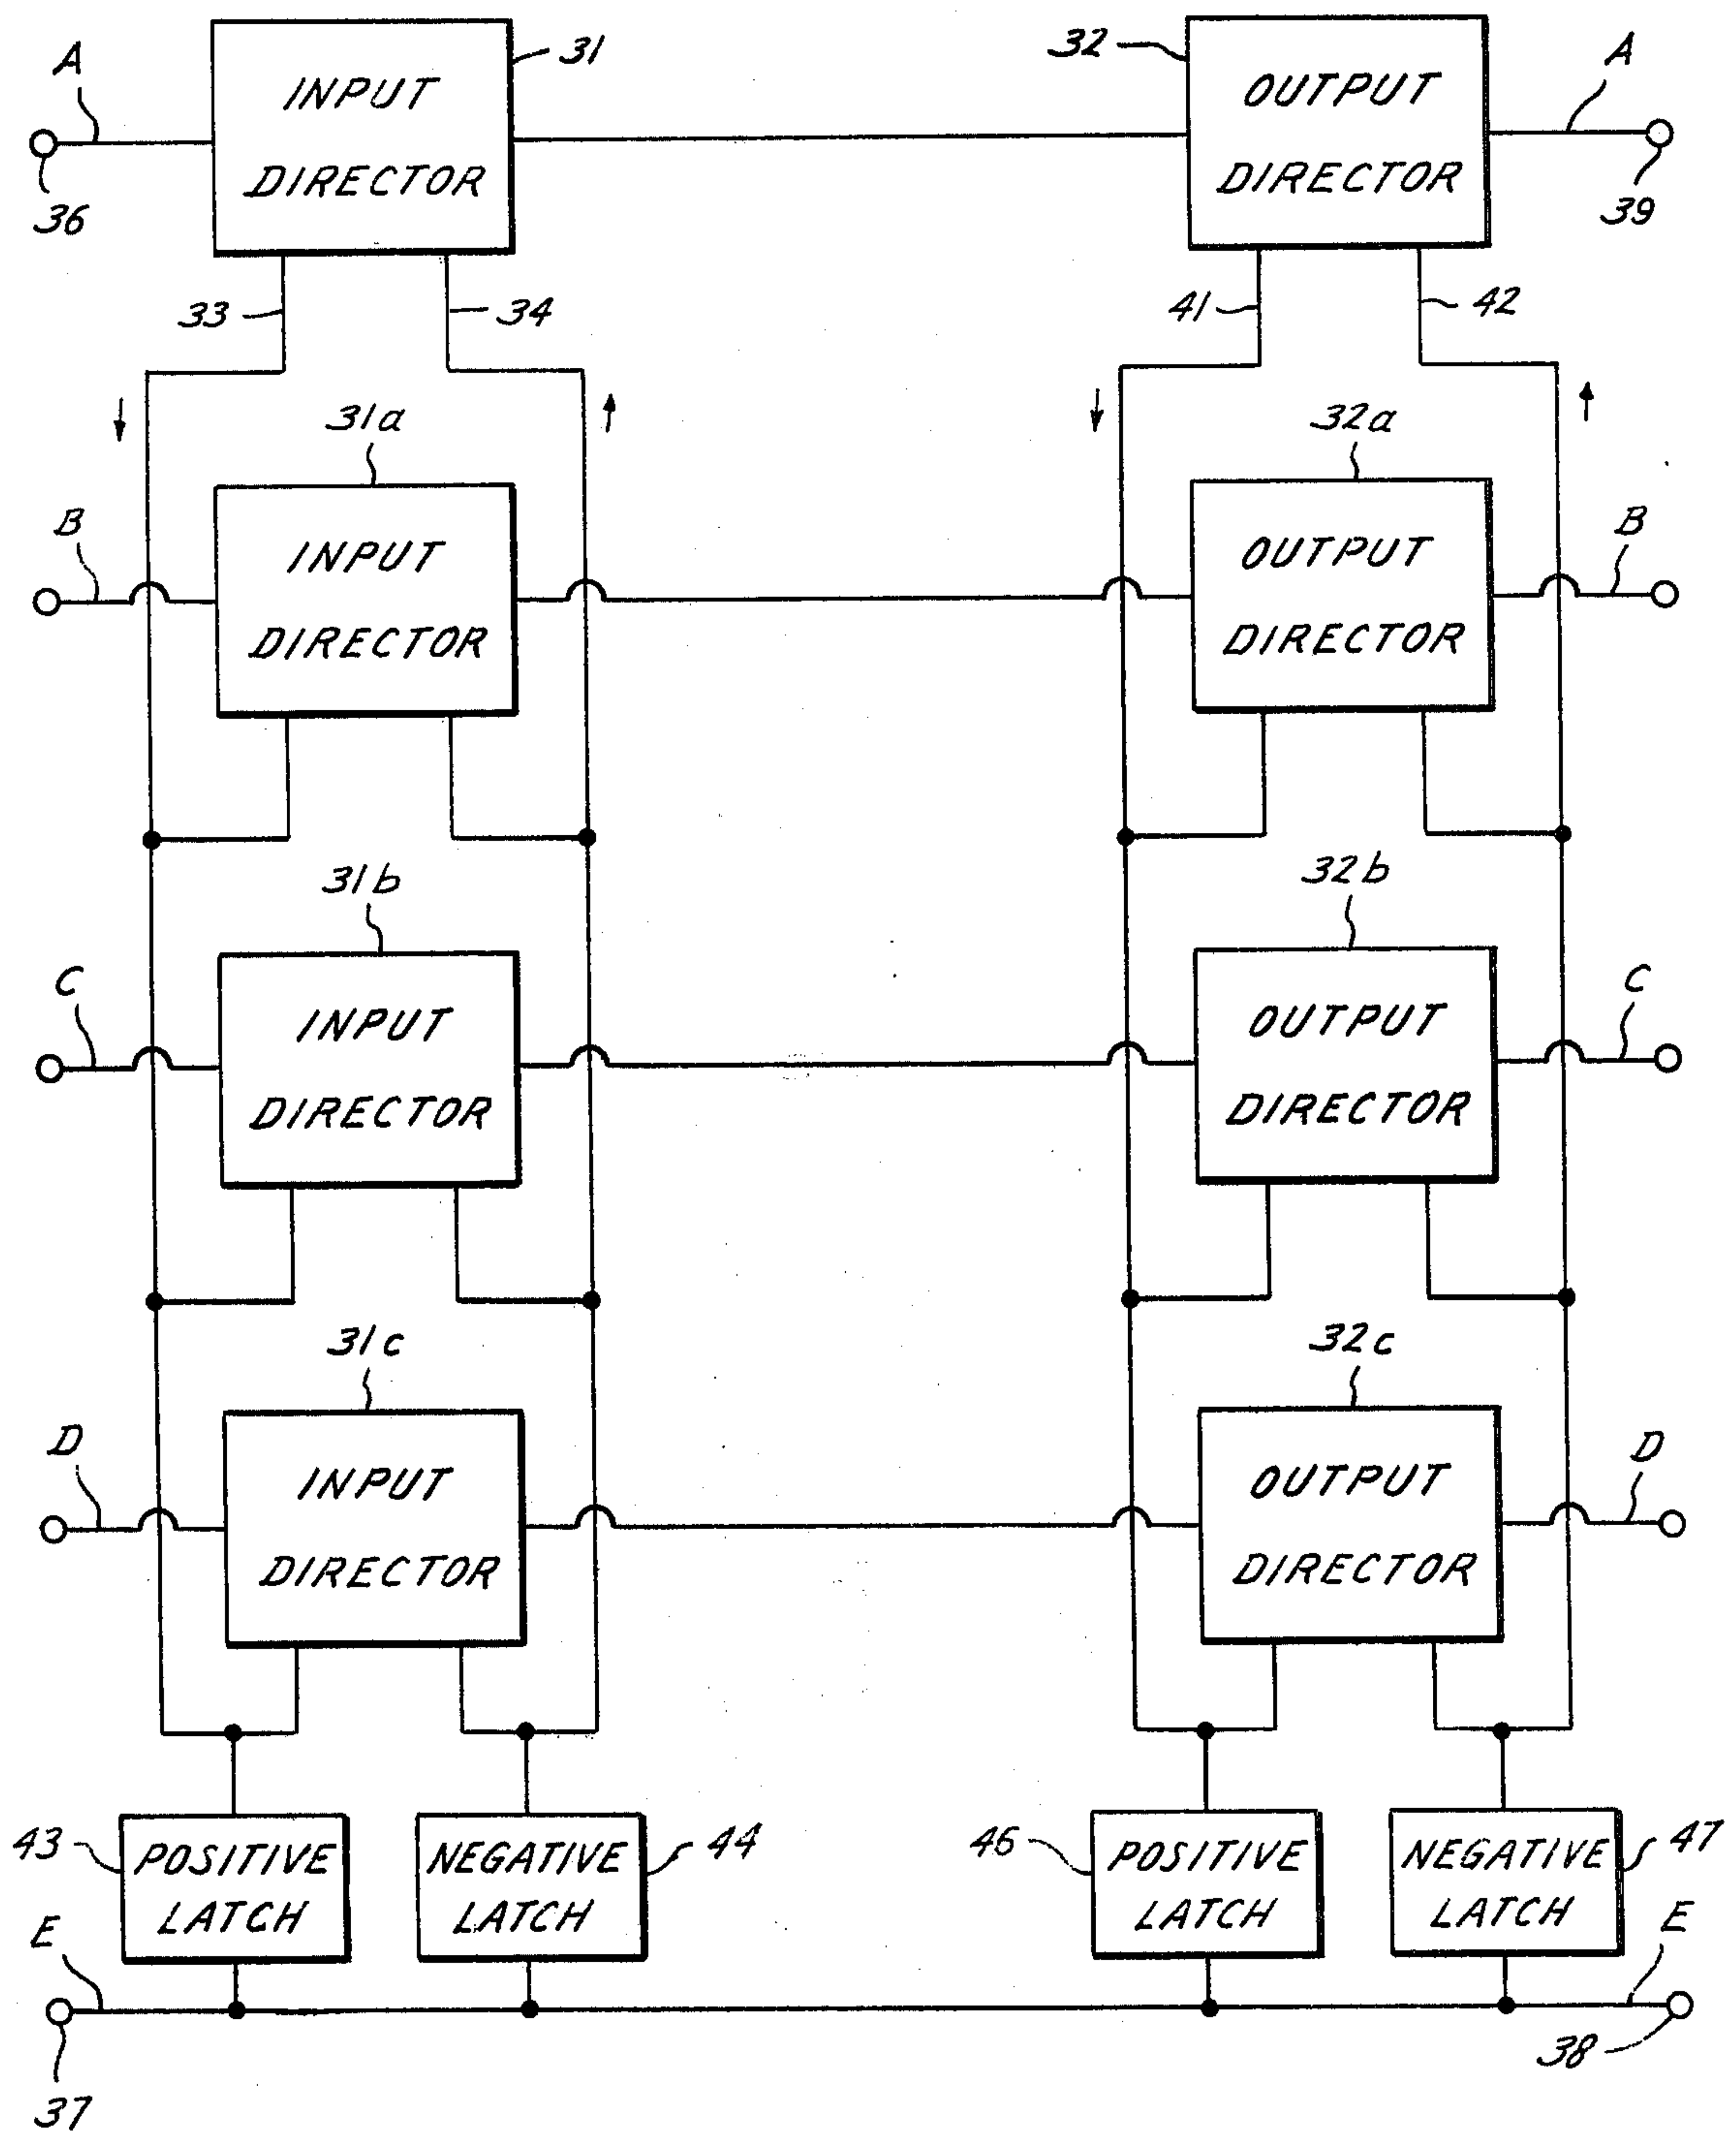 A
INPUT
DIRECTOR
31
32
OUTPUT
DIRECTOR
A
36
39
33
34
41
42
31a
32a
B
INPUT
DIRECTOR
OUTPUT
DIRECTOR
B
31b
32b
C
INPUT
DIRECTOR
OUTPUT
DIRECTOR
C
31c
32c
D
INPUT
DIRECTOR
OUTPUT
DIRECTOR
D
43
POSITIVE
LATCH
NEGATIVE
LATCH
44
46
POSITIVE
LATCH
NEGATIVE
LATCH
47
E
E
37
38